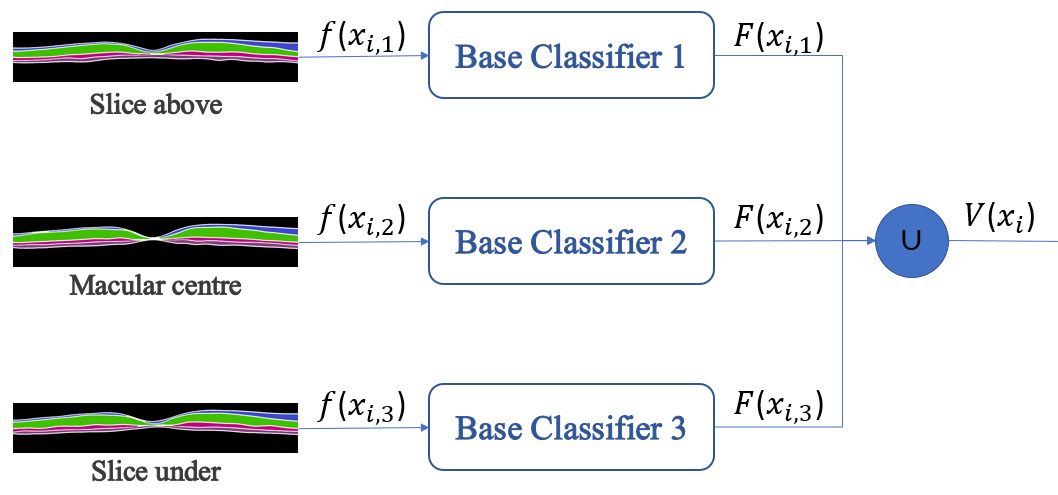 f(x_{i,1})
Base Classifier 1
F(x_{i,1})
Slice above
f(x_{i,2})
Base Classifier 2
F(x_{i,2})
∪
V(x_i)
Macular centre
f(x_{i,3})
Base Classifier 3
F(x_{i,3})
Slice under